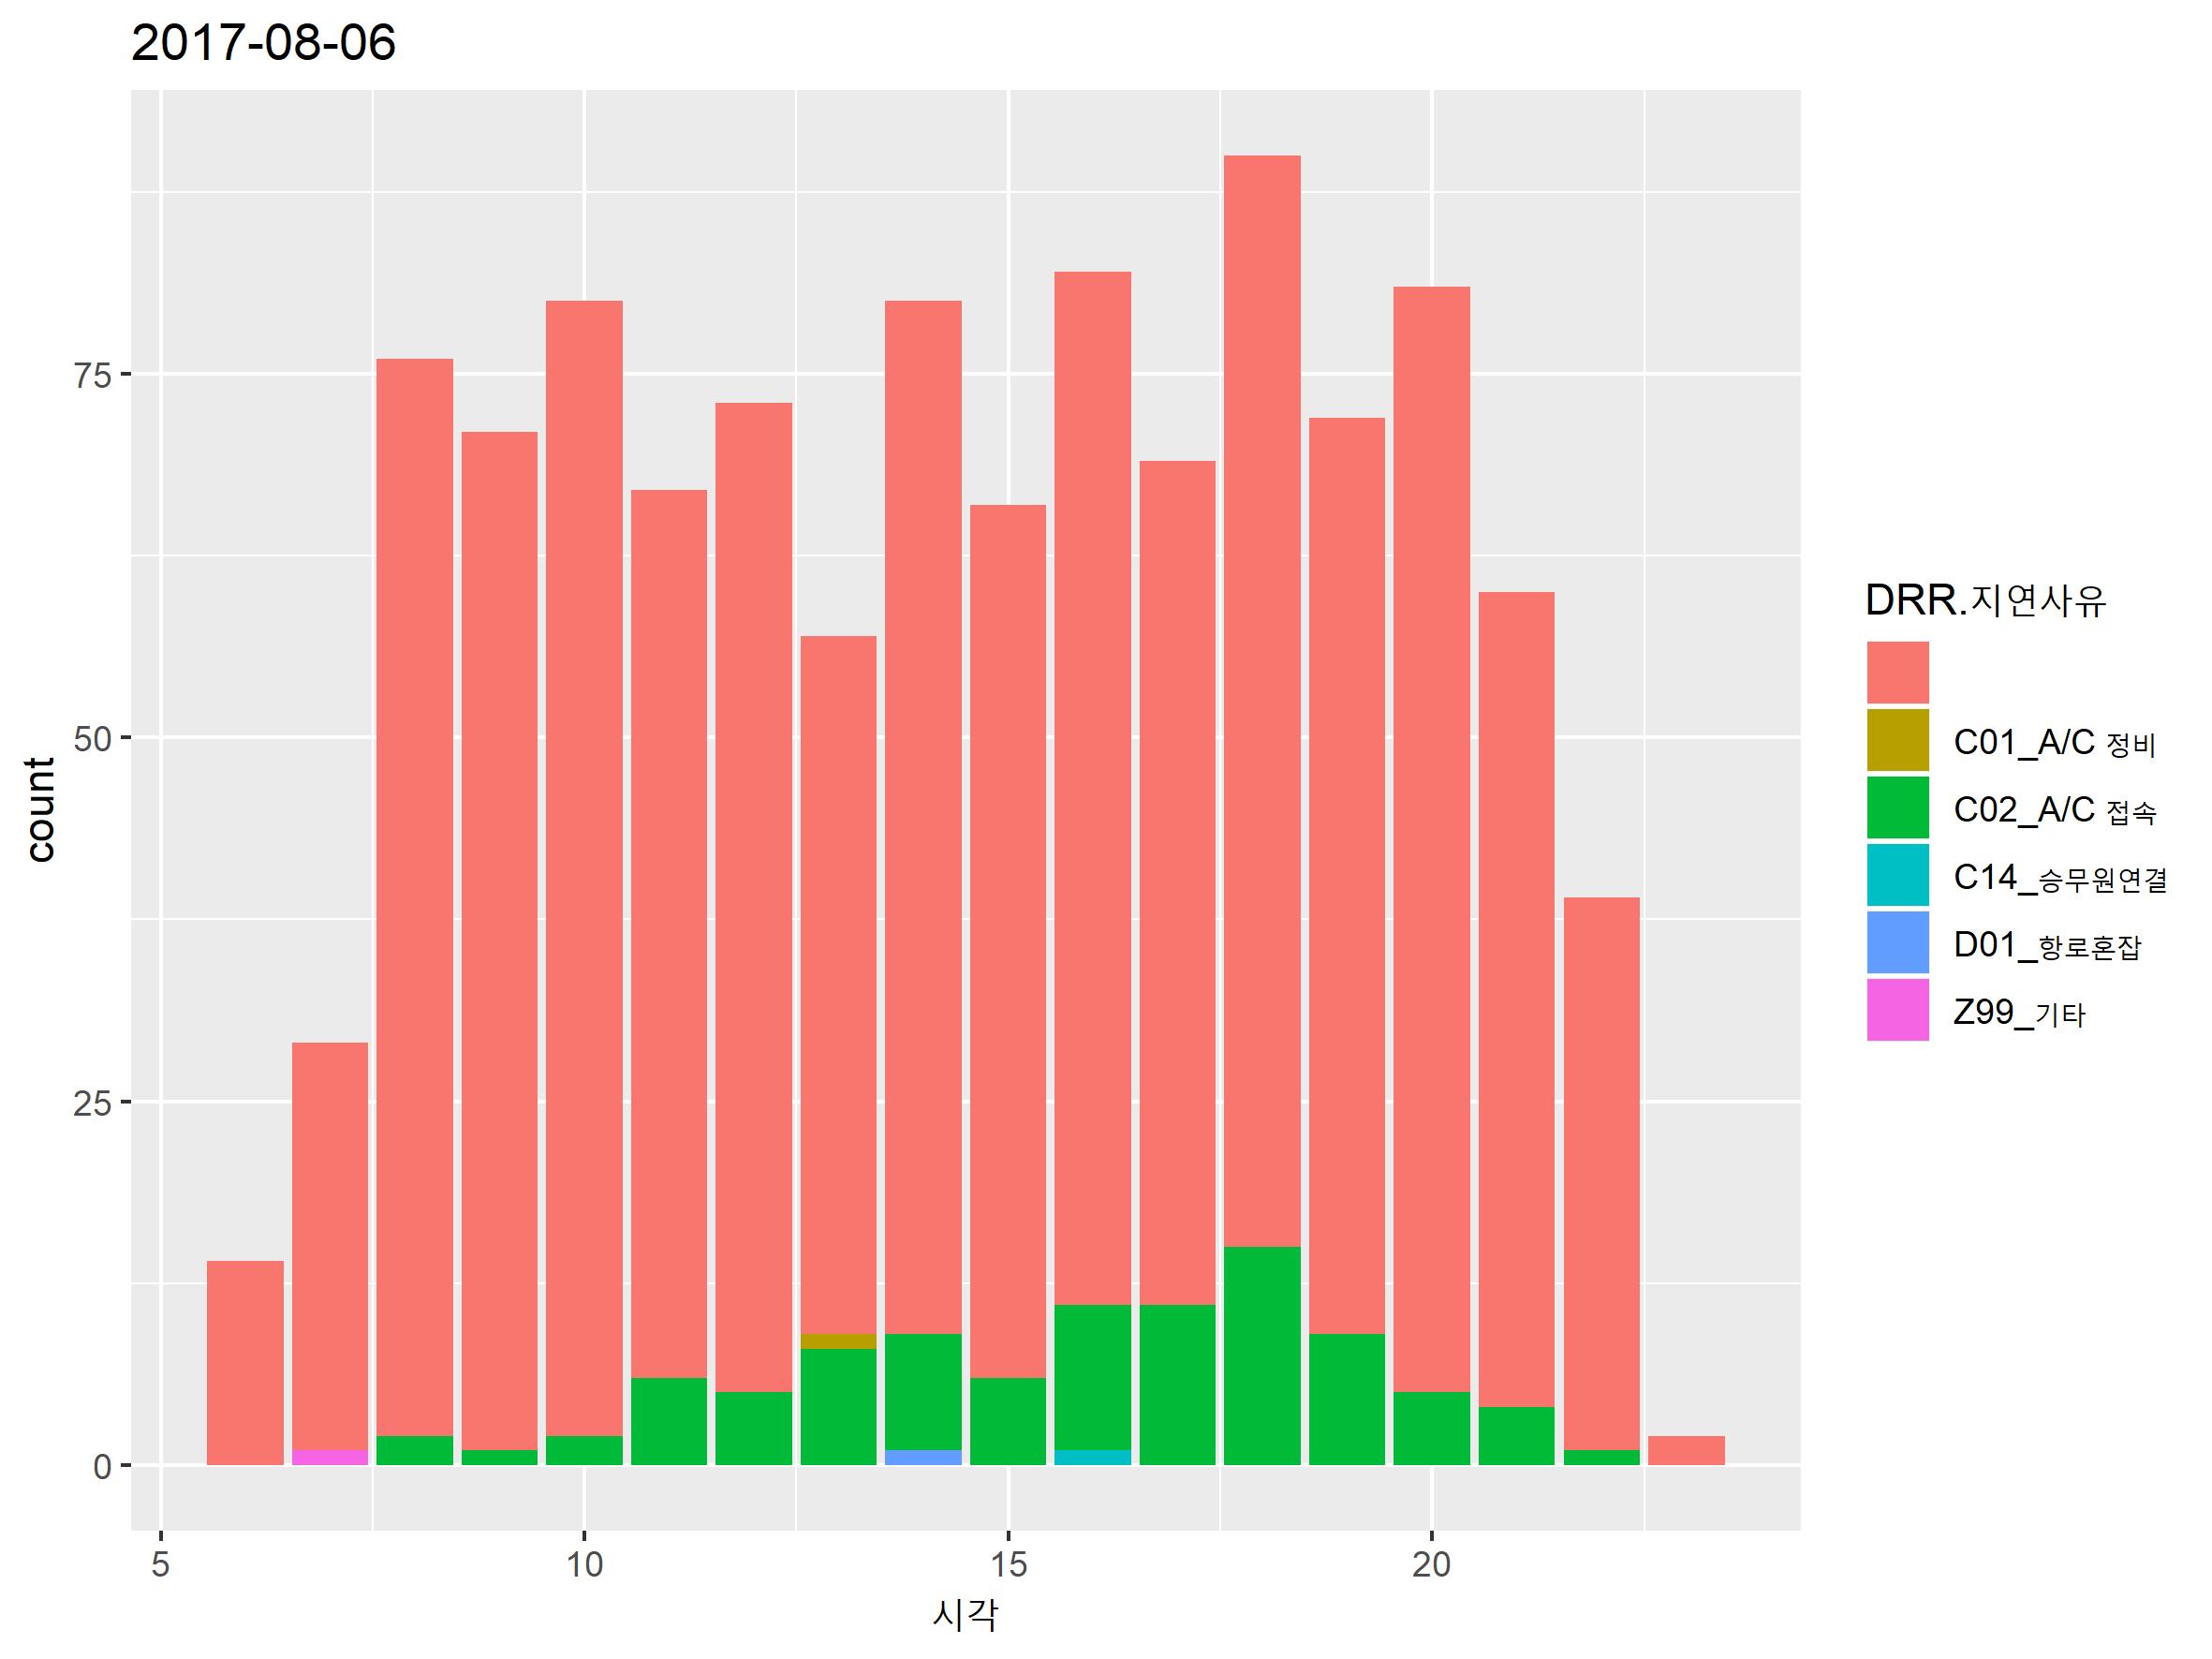 2017-08-06
count
75
50
25
0
5 10 15 20
시각
DRR.지연사유
C01_A/C 정비
C02_A/C 접속
C14_승무원연결
D01_항로혼잡
Z99_기타